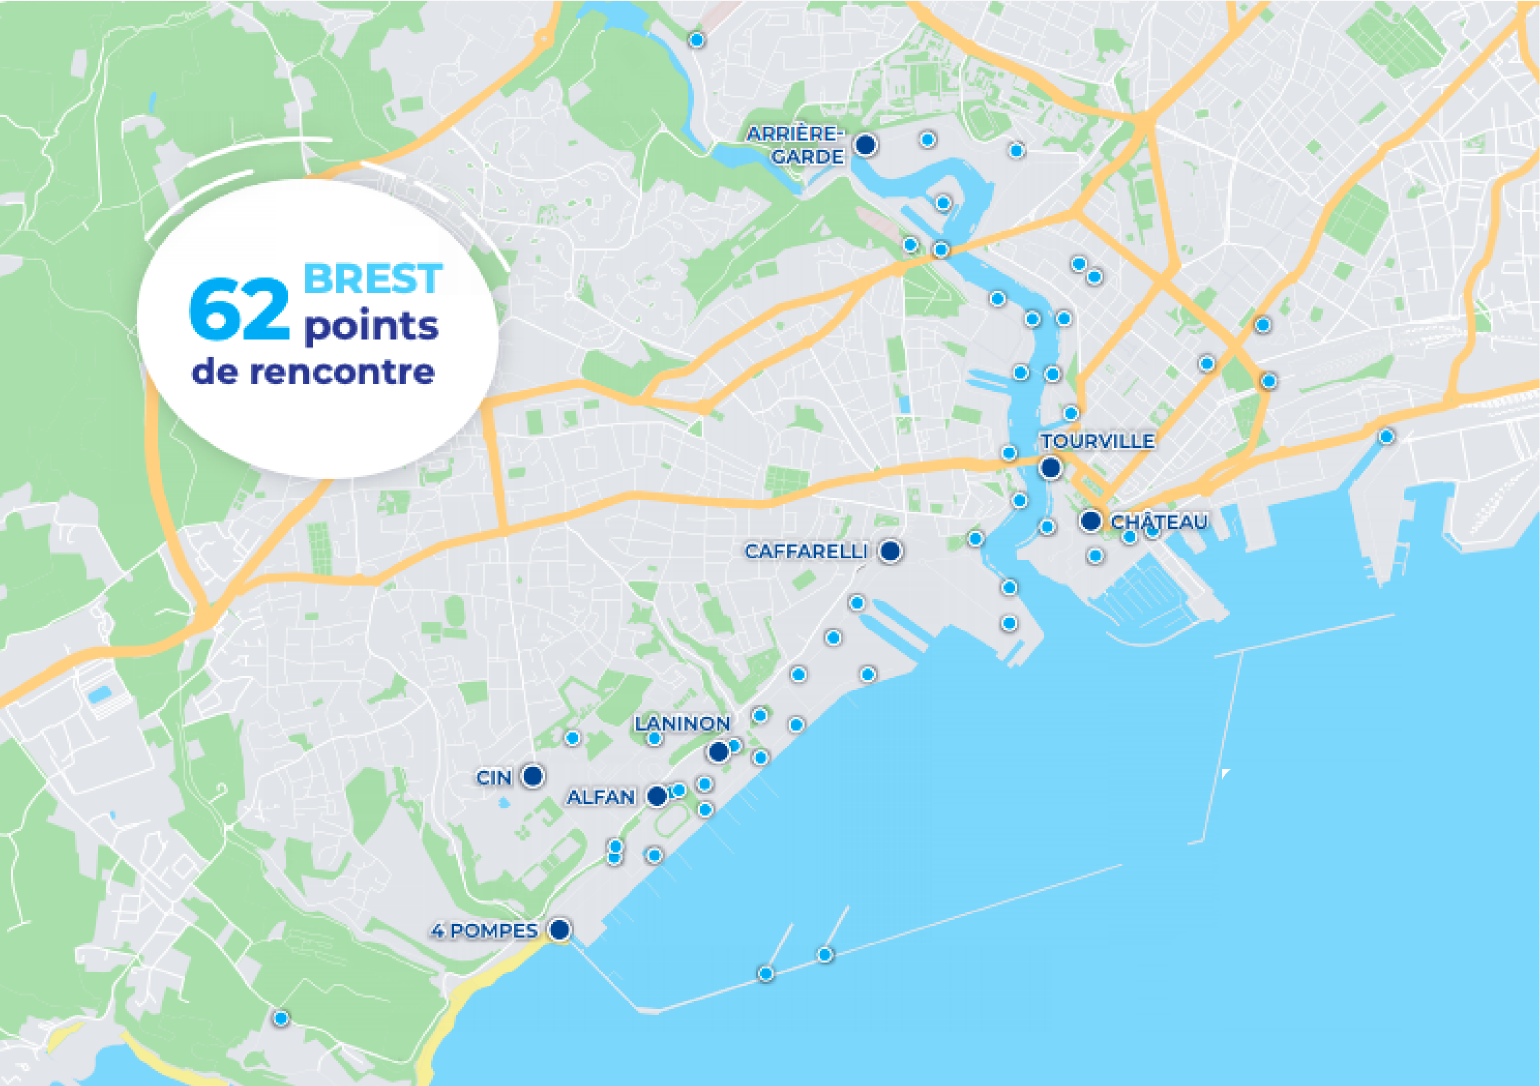 ARRIÈRE-
GARDE
62 BREST
points
de rencontre
TOURVILLE
CHÂTEAU
CAFFARELLI
LANINON
CIN
ALFAN
4 POMPES